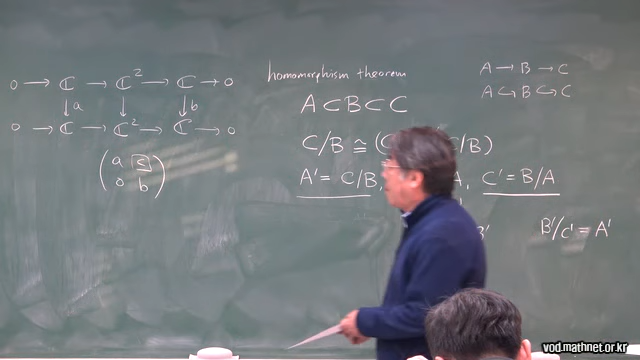 0 → ℂ → ℂ² → ℂ → 0
↓a ↓ ↓b
0 → ℂ → ℂ² → ℂ → 0
(a
0 b)
homomorphism theorem
A ⊂ B ⊂ C
C/B ≅ (C /B)
A' = C/B, A, C' = B/A
B'
A → B → C
A ↪ B ↪ C
B'/C' = A'
vod.mathnet.or.kr